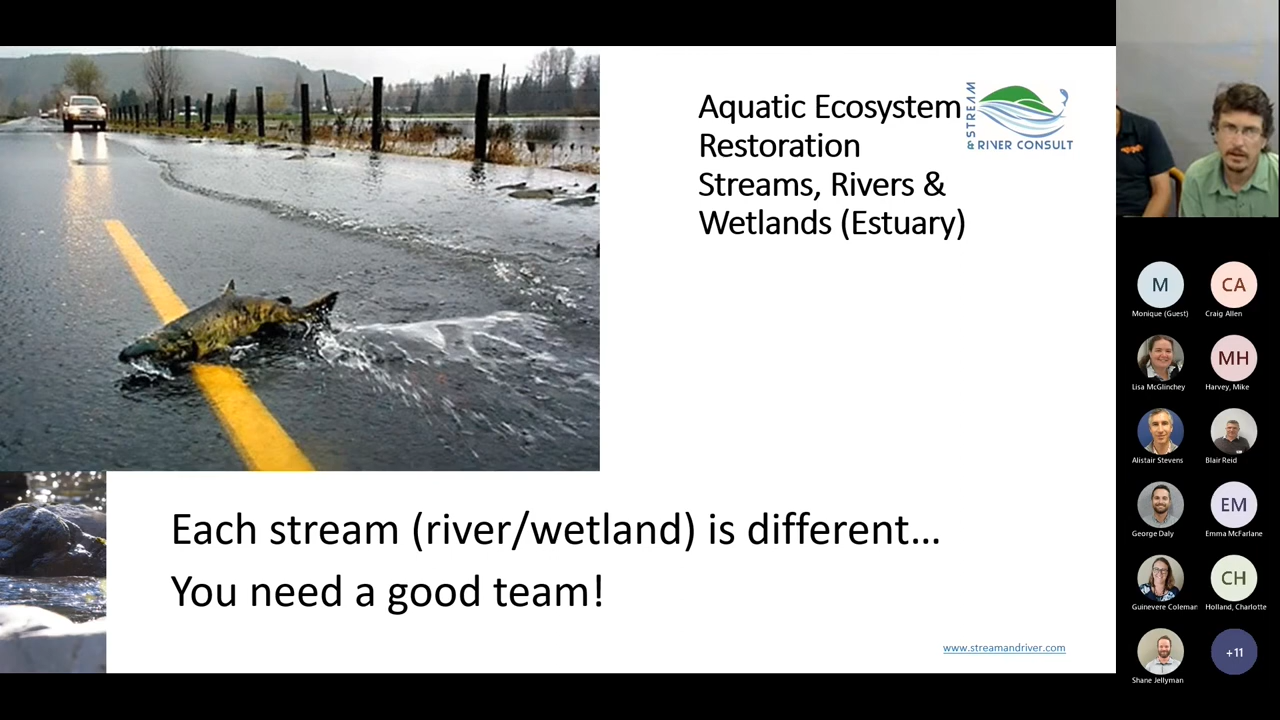 Aquatic Ecosystem
Restoration
Streams, Rivers &
Wetlands (Estuary)
& STREAM
RIVER CONSULT
Each stream (river/wetland) is different...
You need a good team!
www.streamandriver.com
M
Monique (Guest)
CA
Craig Allen
Lisa McGlinchey
MH
Harvey, Mike
Alistair Stevens
Blair Reid
George Daly
EM
Emma McFarlane
Guinevere Coleman
CH
Holland, Charlotte
Shane Jellyman
+11